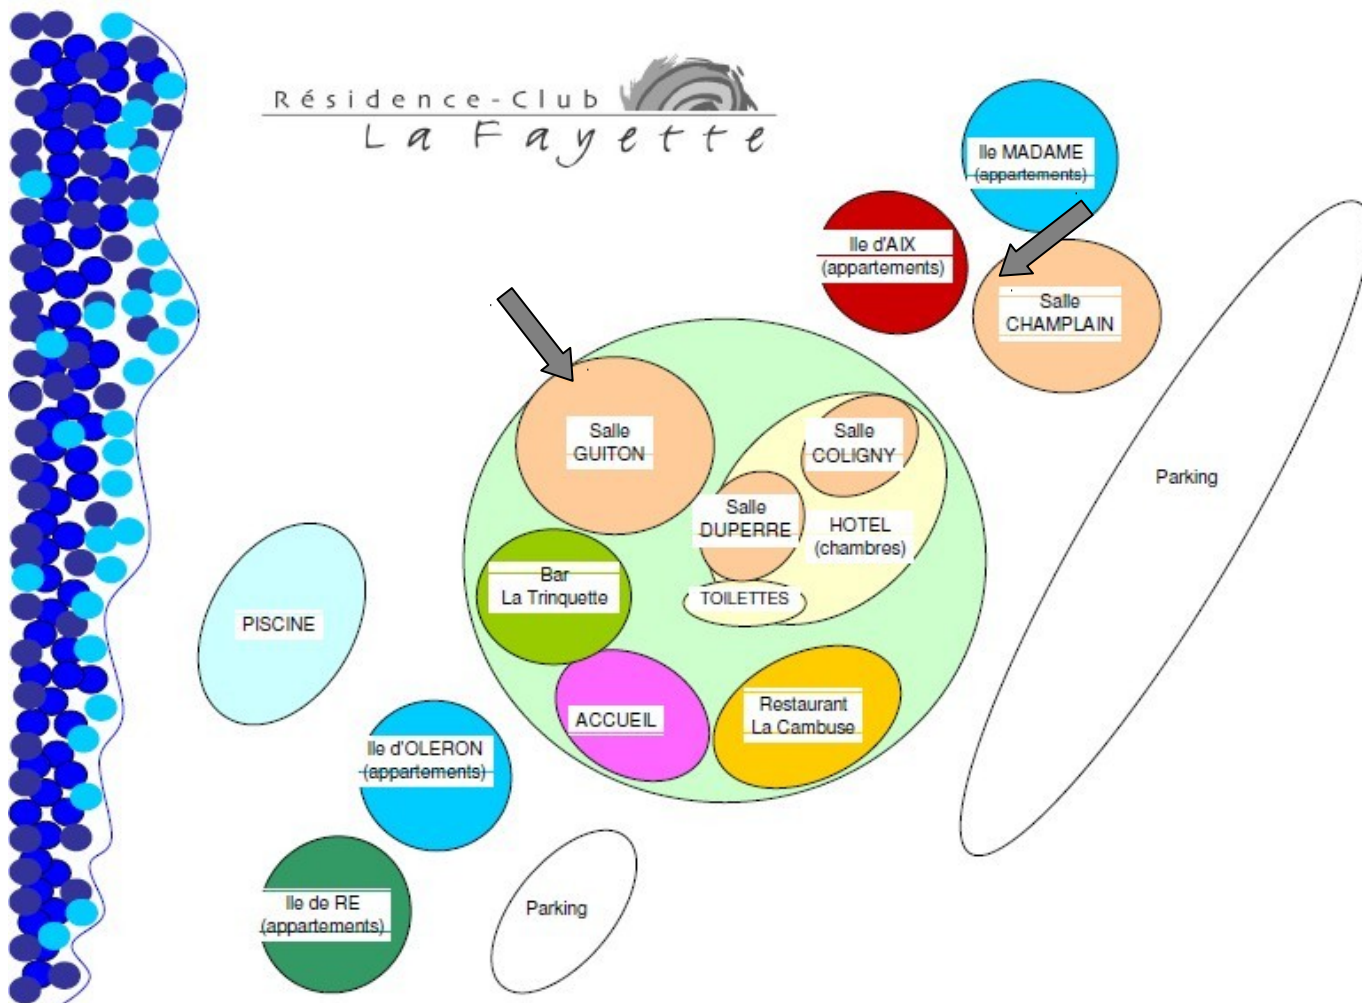 Résidence-Club
La Fayette
Ile MADAME
(appartements)
Ile d'AIX
(appartements)
Salle
CHAMPLAIN
Salle
GUITON
Salle
COLIGNY
Parking
Salle
DUPERRE
HOTEL
(chambres)
Bar
La Trinquette
TOILETTES
PISCINE
Restaurant
La Cambuse
ACCUEIL
Ile d'OLERON
(appartements)
Ile de RE
(appartements)
Parking